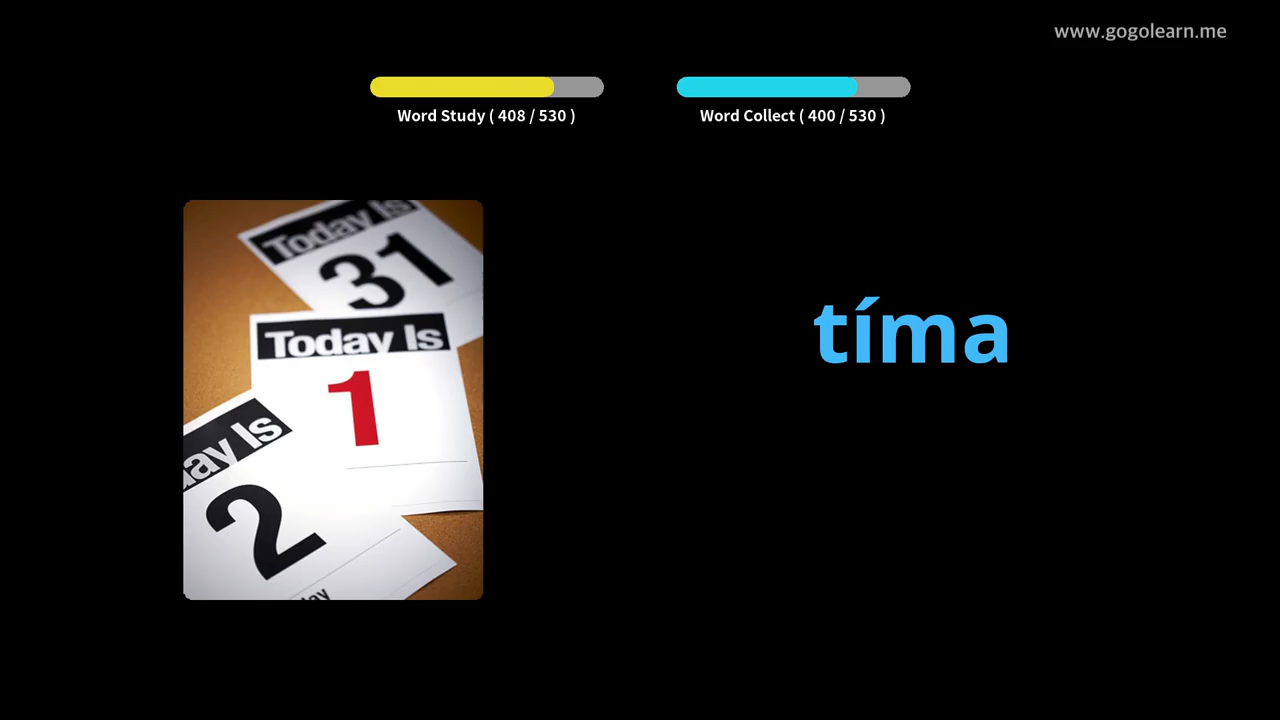 www.gogolearn.me
Word Study ( 408 / 530 )
Word Collect ( 400 / 530 )
Today Is
31
Today Is
1
ay Is
2
tíma